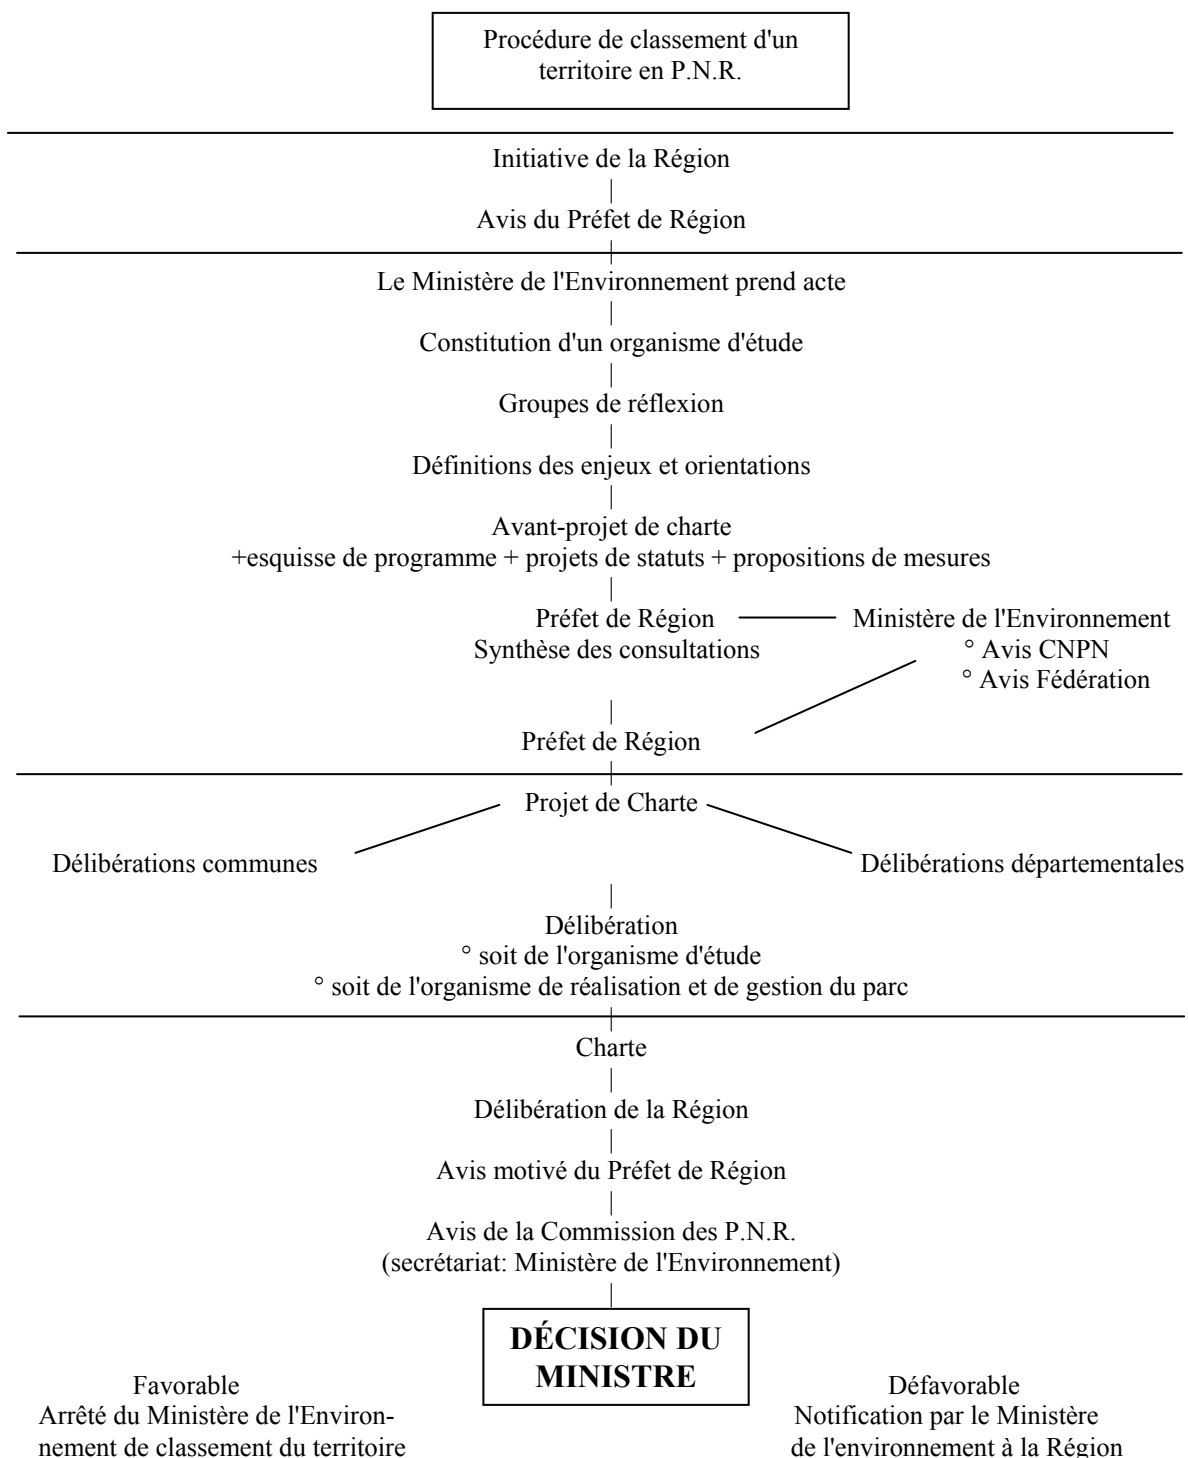 Procédure de classement d'un
territoire en P.N.R.
Initiative de la Région
Avis du Préfet de Région
Le Ministère de l'Environnement prend acte
Constitution d'un organisme d'étude
Groupes de réflexion
Définitions des enjeux et orientations
Avant-projet de charte
+esquisse de programme + projets de statuts + propositions de mesures
Préfet de Région
Synthèse des consultations
Ministère de l'Environnement
° Avis CNPN
° Avis Fédération
Préfet de Région
Projet de Charte
Délibérations communes
Délibérations départementales
Délibération
° soit de l'organisme d'étude
° soit de l'organisme de réalisation et de gestion du parc
Charte
Délibération de la Région
Avis motivé du Préfet de Région
Avis de la Commission des P.N.R.
(secrétariat: Ministère de l'Environnement)
DÉCISION DU
MINISTRE
Favorable
Arrêté du Ministère de l'Environ-
nement de classement du territoire
Défavorable
Notification par le Ministère
de l'environnement à la Région